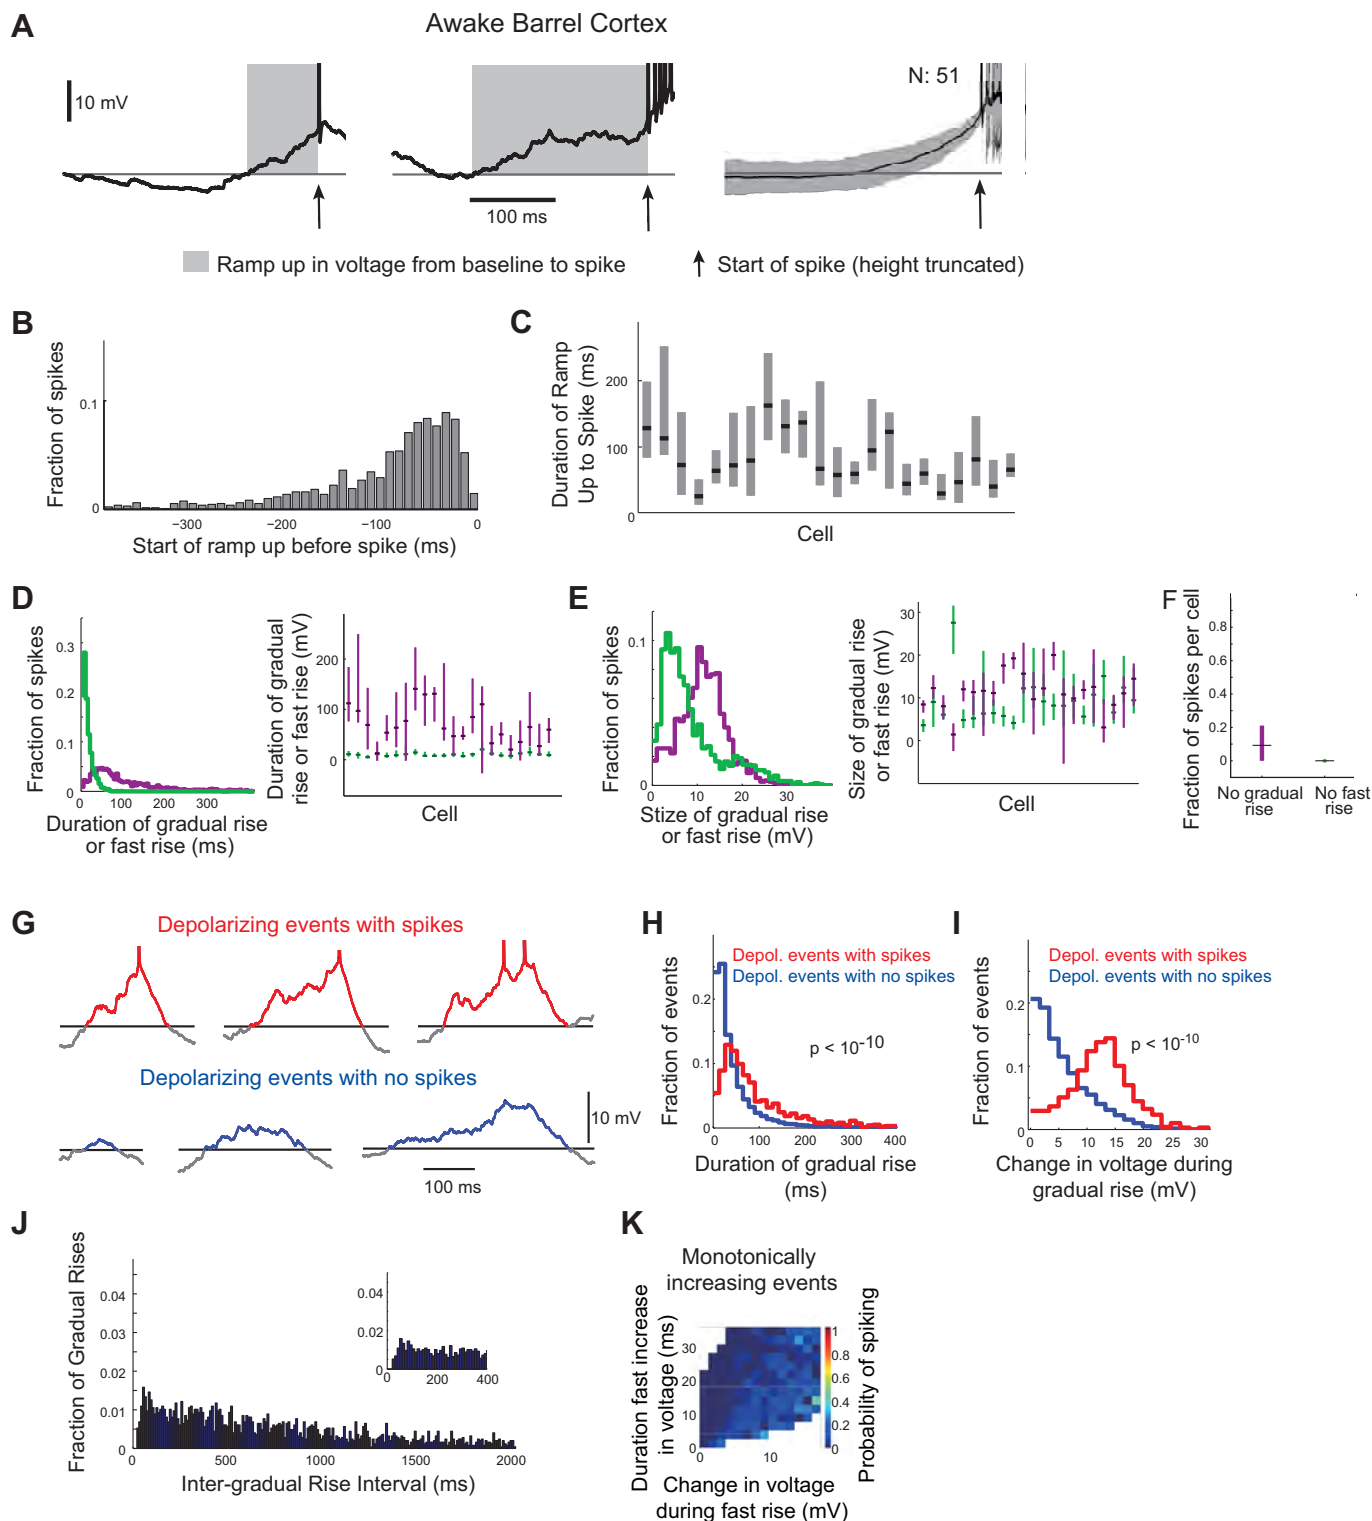 A
Awake Barrel Cortex
10 mV
N: 51
100 ms
Ramp up in voltage from baseline to spike
Start of spike (height truncated)
B
Fraction of spikes
0.1
0
−300
−200
−100
0
Start of ramp up before spike (ms)
C
Duration of Ramp
Up to Spike (ms)
200
100
0
Cell
D
Fraction of spikes
0.3
0.2
0.1
0
0
100
200
300
Duration of gradual rise
or fast rise (ms)
Duration of gradual
rise or fast rise (mV)
200
100
0
Cell
E
Fraction of spikes
0.1
0
0
10
20
30
Stize of gradual rise
or fast rise (mV)
Size of gradual rise
or fast rise (mV)
30
20
10
0
Cell
F
Fraction of spikes per cell
0.8
0.6
0.4
0.2
0
No gradual
rise
No fast
rise
G
Depolarizing events with spikes
Depolarizing events with no spikes
10 mV
100 ms
H
Depol. events with spikes
Depol. events with no spikes
Fraction of events
0.2
0.1
0
p < 10-10
0
100
200
300
400
Duration of gradual rise
(ms)
I
Depol. events with spikes
Depol. events with no spikes
Fraction of events
0.2
0.1
0
p < 10-10
0
5
10
15
20
25
30
Change in voltage during
gradual rise (mV)
J
Fraction of Gradual Rises
0.04
0.03
0.02
0.01
0
0
500
1000
1500
2000
Inter-gradual Rise Interval (ms)
0.04
0.02
0
0
200
400
K
Monotonically
increasing events
Duration fast increase
in voltage (ms)
30
20
10
0
0
10
Change in voltage
during fast rise (mV)
1
0.8
0.6
0.4
0.2
0
Probability of spiking